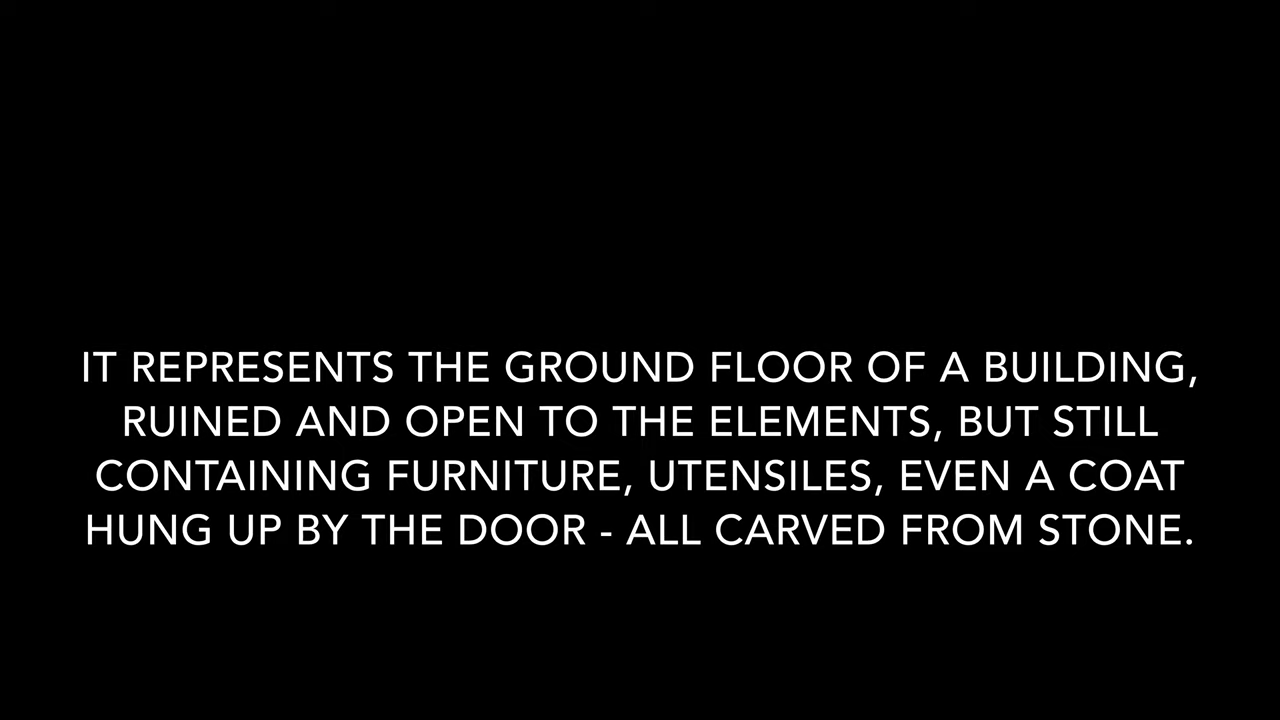 IT REPRESENTS THE GROUND FLOOR OF A BUILDING,
RUINED AND OPEN TO THE ELEMENTS, BUT STILL
CONTAINING FURNITURE, UTENSILES, EVEN A COAT
HUNG UP BY THE DOOR - ALL CARVED FROM STONE.